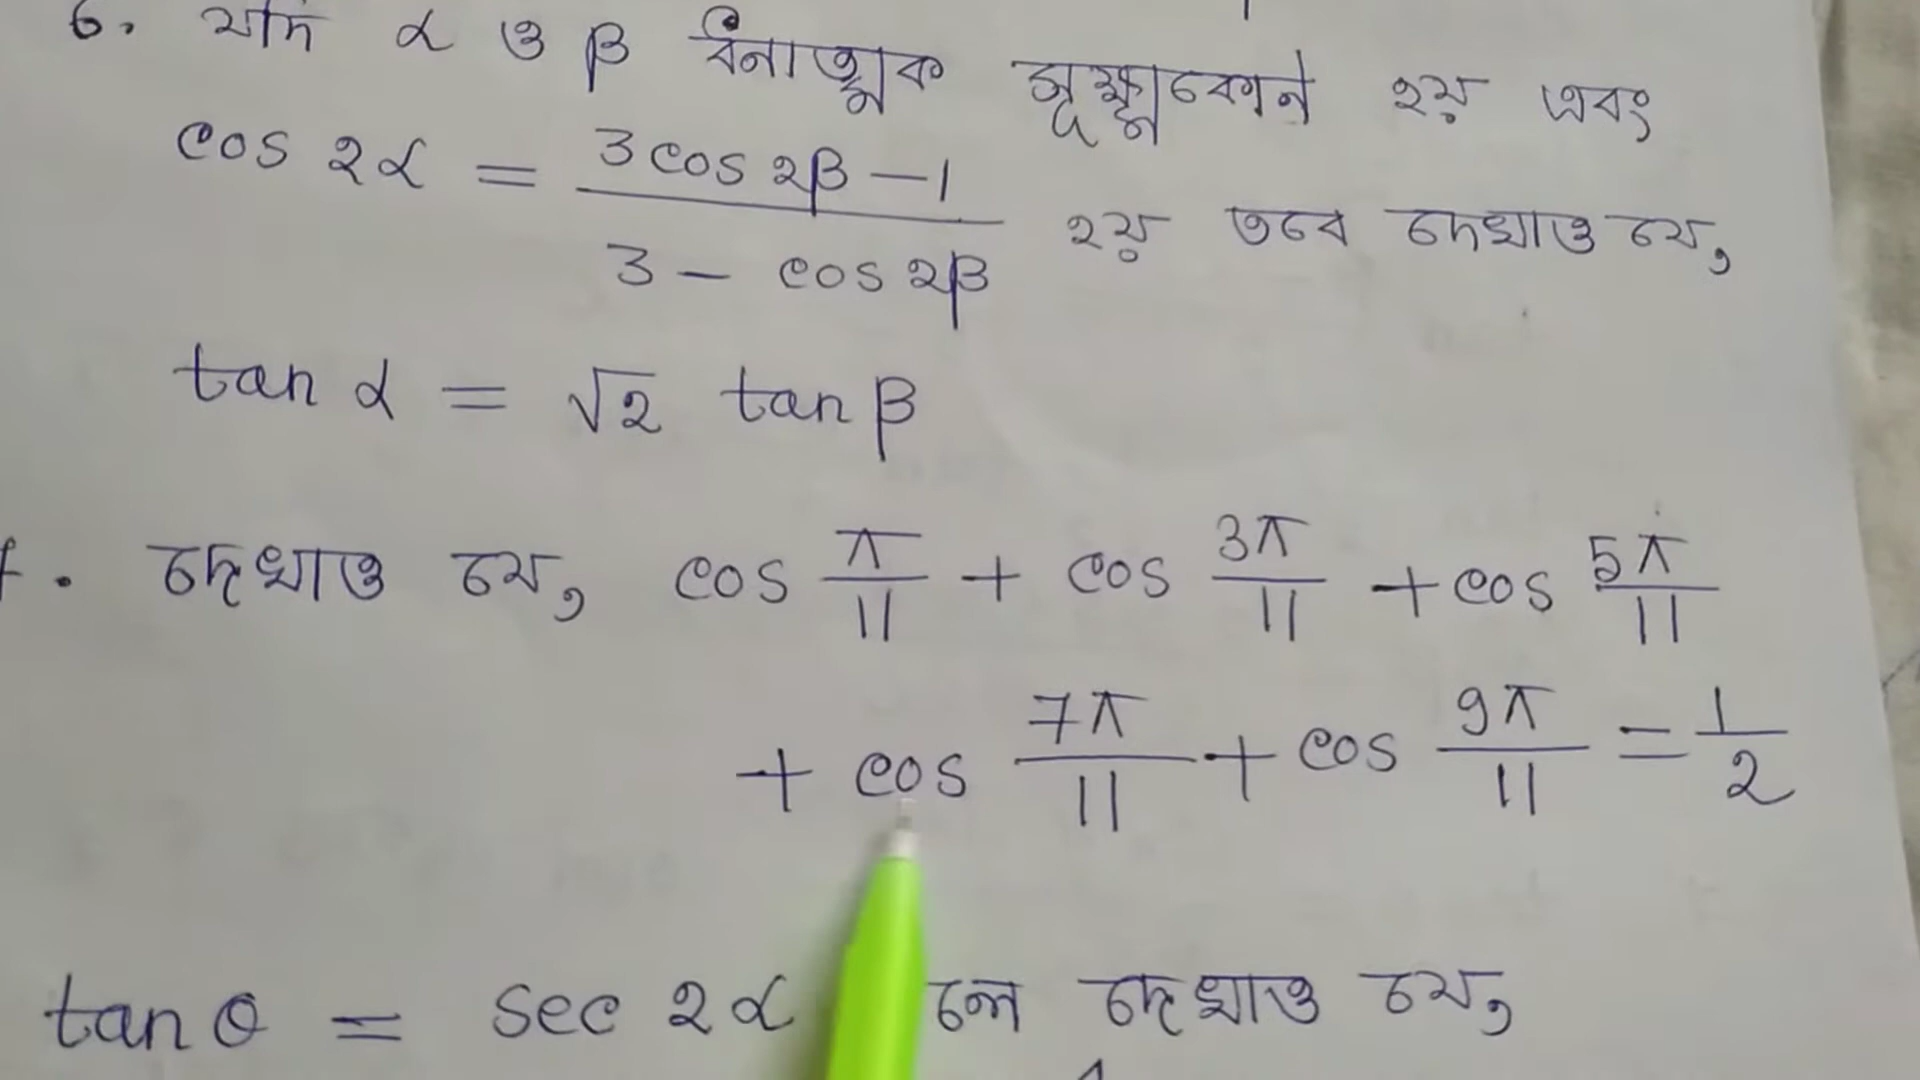 6. যদি α ও β ধনাত্মক সূক্ষ্মকোন হয় এবং
cos 2α = (3 cos 2β – 1) / (3 – cos 2β) হয় তবে দেখাও যে,
tan α = √2 tan β
7. দেখাও যে, cos π/11 + cos 3π/11 + cos 5π/11
+ cos 7π/11 + cos 9π/11 = 1/2
tan θ = sec 2α দেখাও যে,